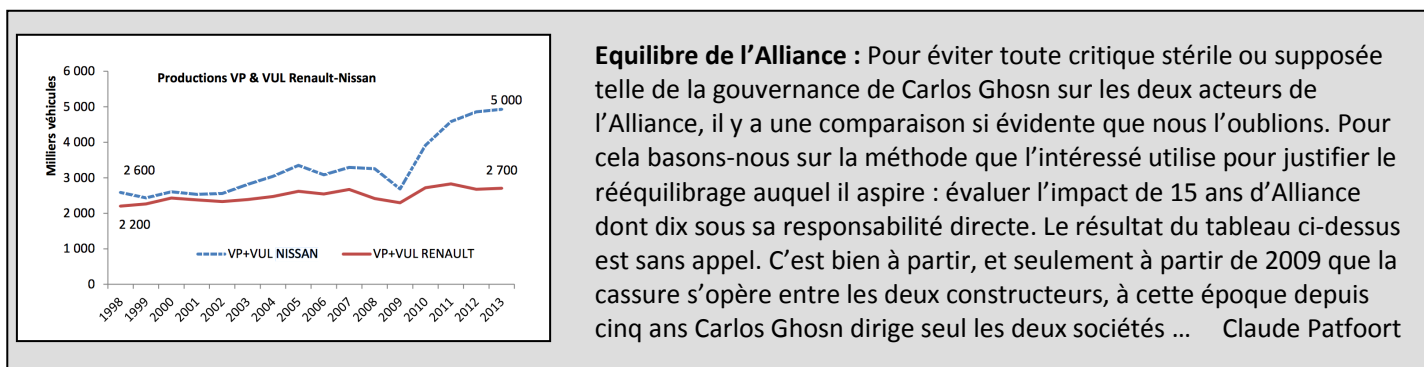 Productions VP & VUL Renault-Nissan
Milliers véhicules
6 000
5 000
4 000
3 000
2 000
1 000
0
2 600
2 200
5 000
2 700
VP+VUL NISSAN
VP+VUL RENAULT
1998
1999
2000
2001
2002
2003
2004
2005
2006
2007
2008
2009
2010
2011
2012
2013
Equilibre de l’Alliance : Pour éviter toute critique stérile ou supposée
telle de la gouvernance de Carlos Ghosn sur les deux acteurs de
l’Alliance, il y a une comparaison si évidente que nous l’oublions. Pour
cela basons-nous sur la méthode que l’intéressé utilise pour justifier le
rééquilibrage auquel il aspire : évaluer l’impact de 15 ans d’Alliance
dont dix sous sa responsabilité directe. Le résultat du tableau ci-dessus
est sans appel. C’est bien à partir, et seulement à partir de 2009 que la
cassure s’opère entre les deux constructeurs, à cette époque depuis
cinq ans Carlos Ghosn dirige seul les deux sociétés … Claude Patfoort